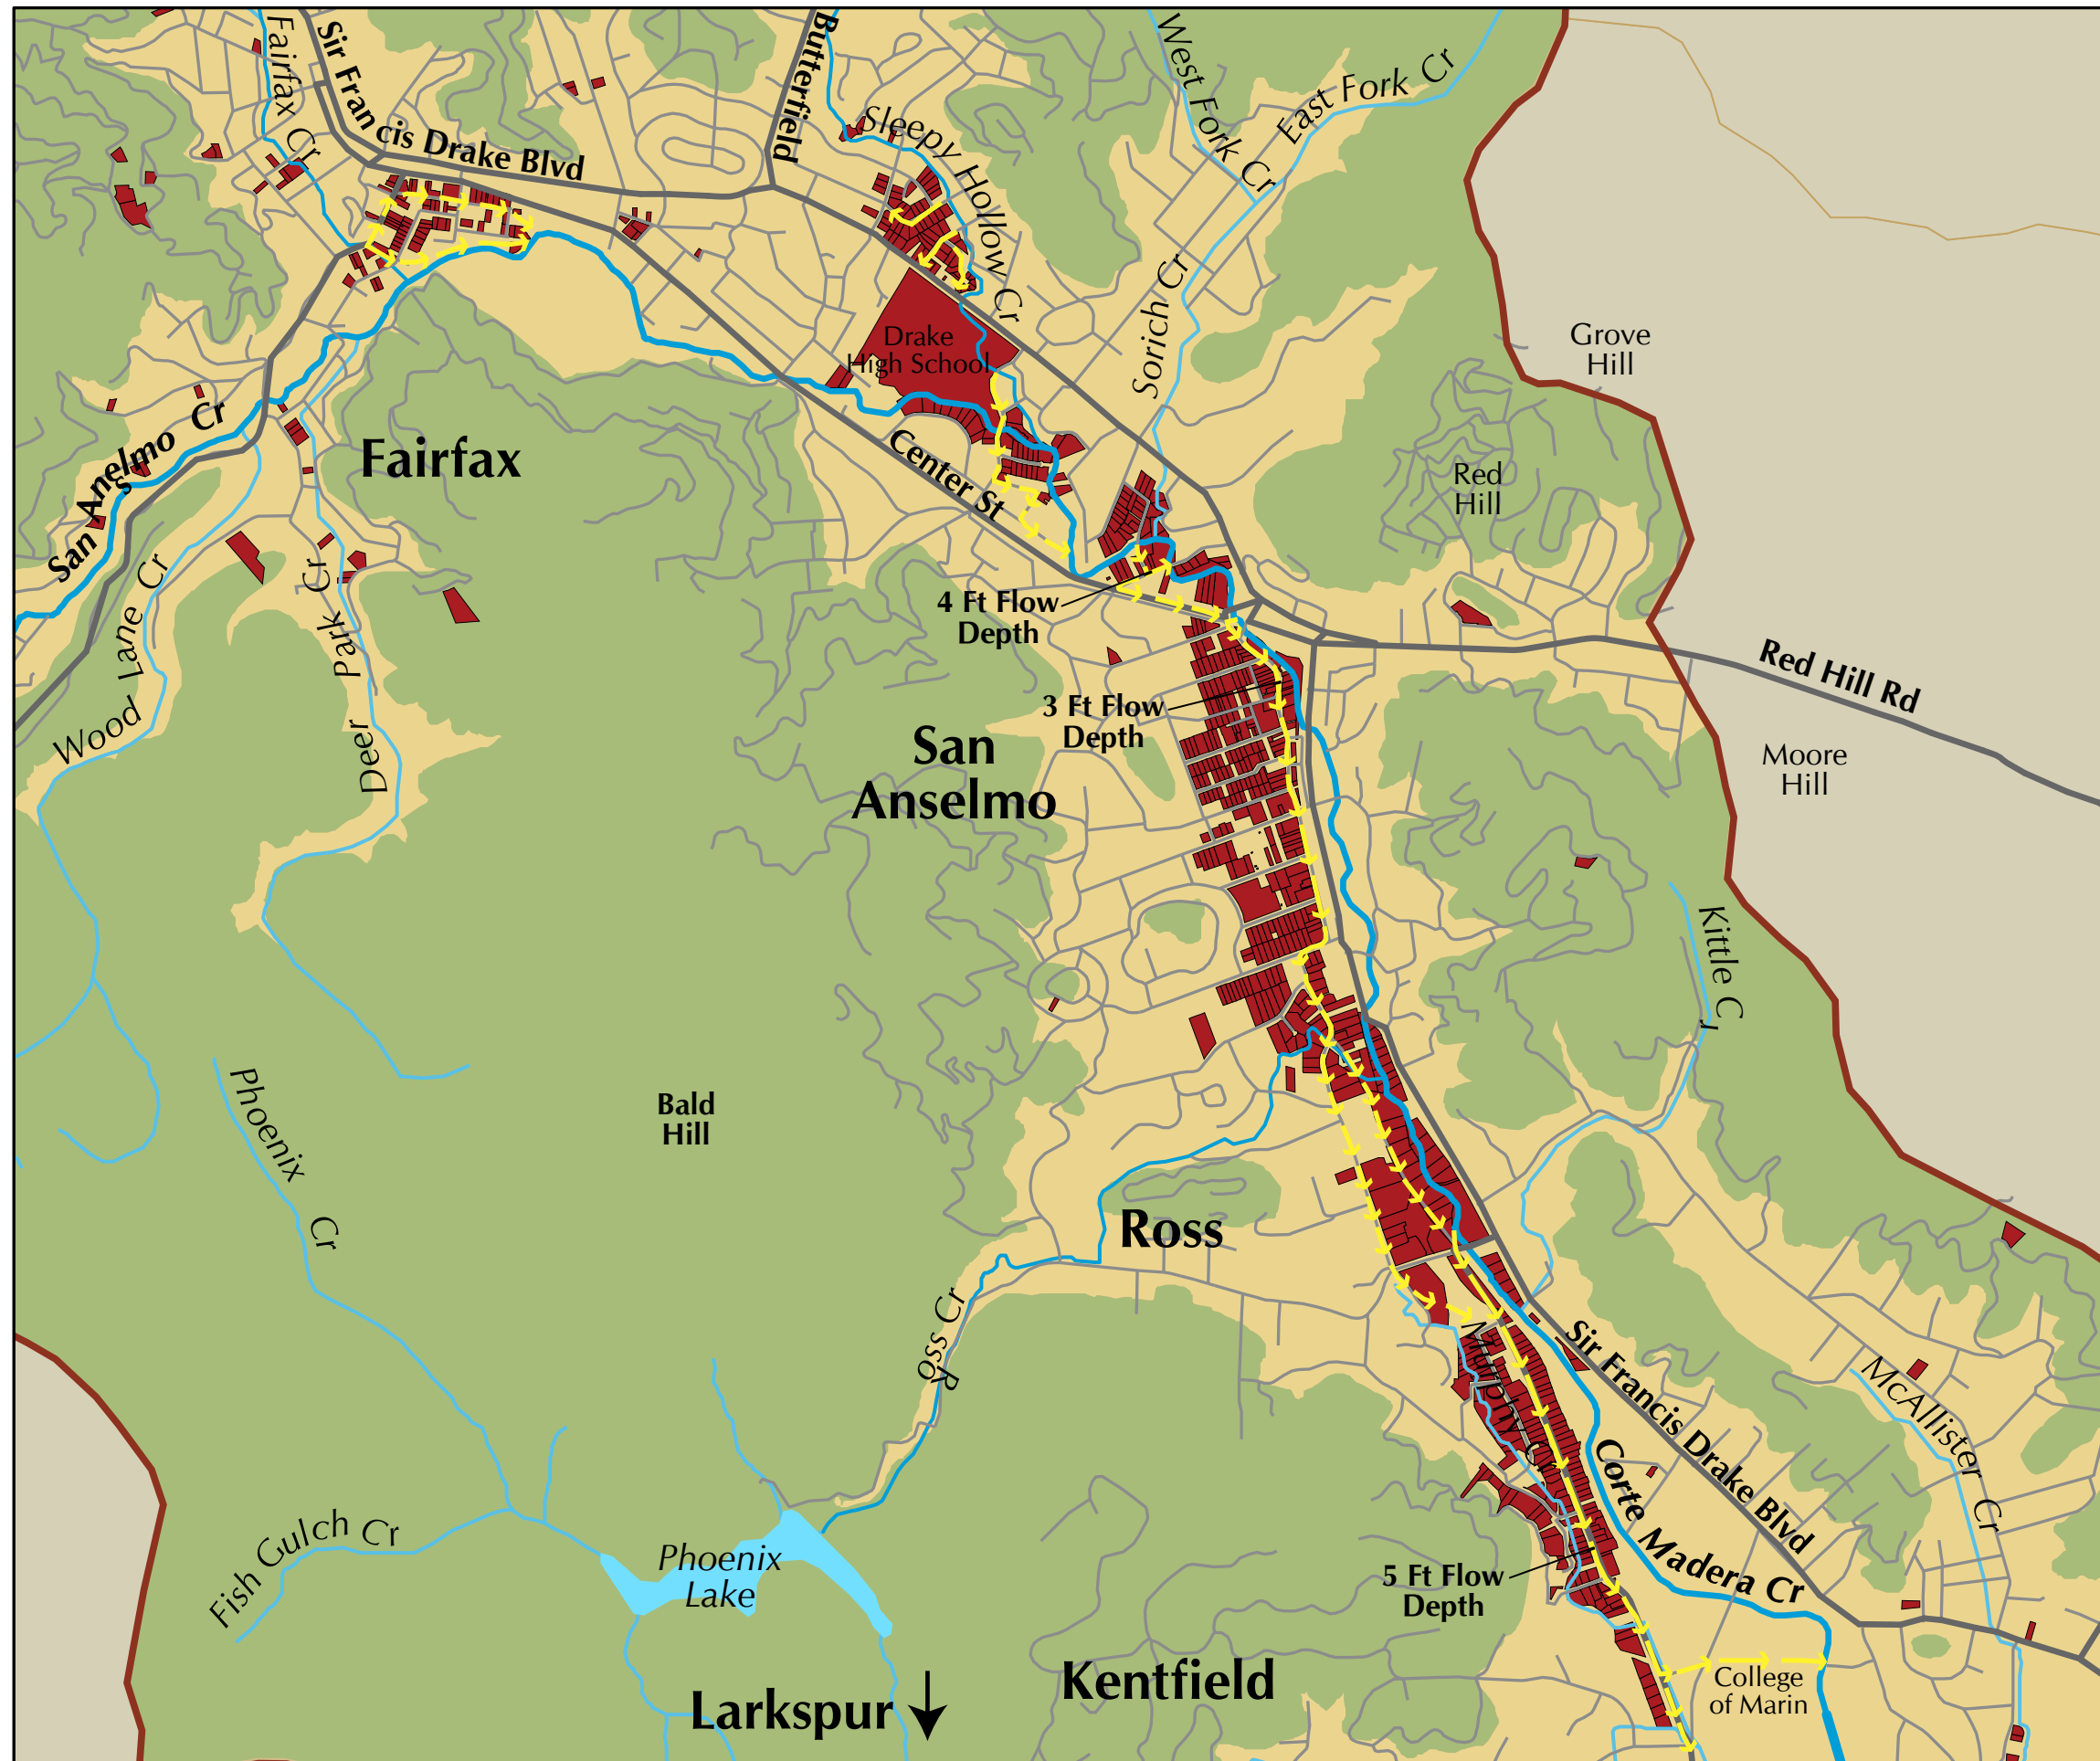 Fairfax Cr
Sir Francis Drake Blvd
Butterfield
Sleepy Hollow Cr
West Fork Cr
East Fork Cr
Sorich Cr
Grove
Hill
Drake
High School
Red
Hill
San Anselmo Cr
Fairfax
Center St
Wood Lane Cr
Deer Park Cr
4 Ft Flow
Depth
Red Hill Rd
3 Ft Flow
Depth
San
Anselmo
Moore
Hill
Kittle Cr
Phoenix Cr
Bald
Hill
Ross
Ross Cr
Murphy Cr
Sir Francis Drake Blvd
McAllister Cr
Corte Madera Cr
Fish Gulch Cr
Phoenix
Lake
5 Ft Flow
Depth
Kentfield
College
of Marin
Larkspur